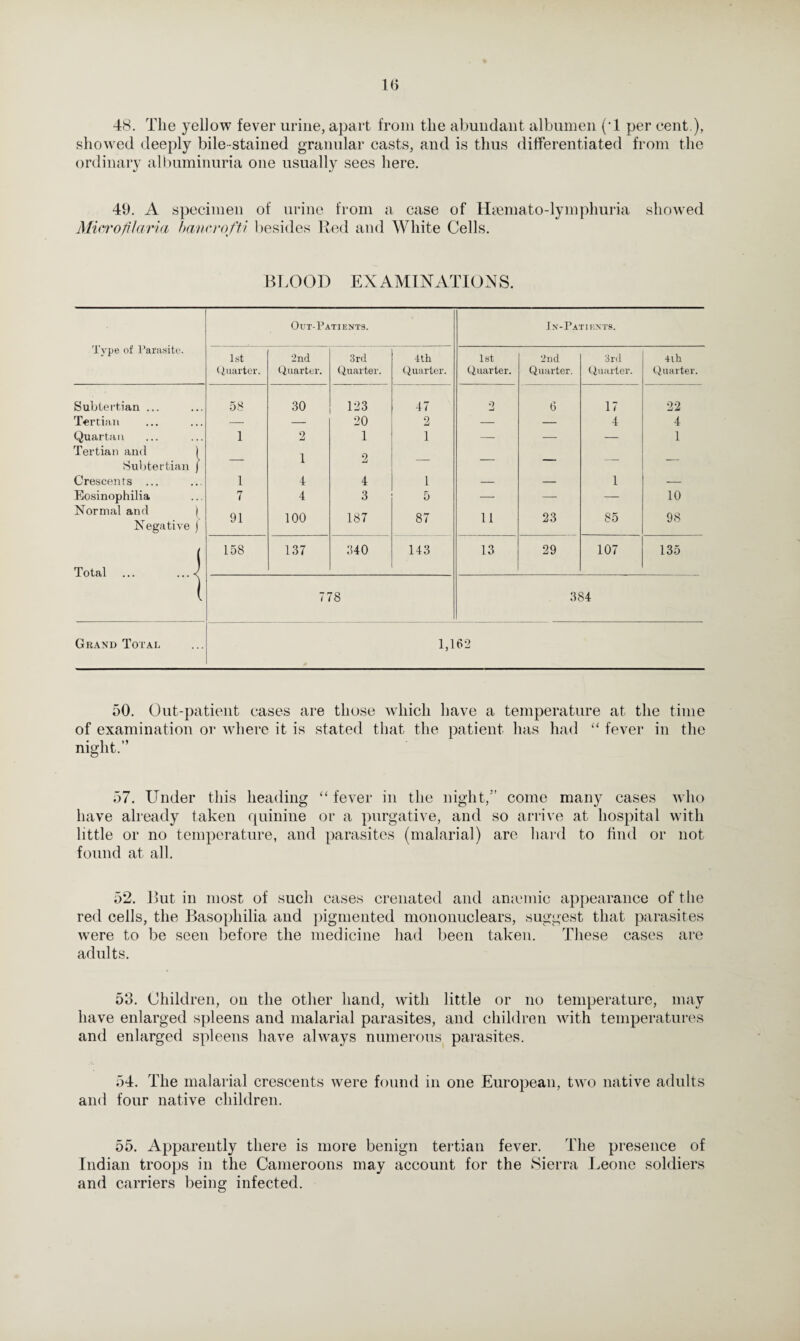 16
48. The yellow fever urine, apart from the abundant albumen (·1 per cent.),
showed deeply bile-stained granular casts, and is thus differentiated from the
ordinary albuminuria one usually sees here.
49. A specimen of urine from a case of Hæmato-lymphuria showed
Microfilaria bancrofti besides Red and White Cells.
BLOOD EXAMINATIONS.
Type of Parasite. | Out-Patients. | In-Patients.
1st Quarter. | 2nd Quarter. | 3rd Quarter. | 4th Quarter. | 1st Quarter. | 2nd Quarter. | 3rd Quarter. | 4th Quarter.
Subtertian ... ... 58 30 123 47 2 6 17 22
Tertian ... ... — — 20 2 — — 4 4
Quartan ... ... 1 2 1 1 — — — 1
Tertian and Subtertian } — 1 2 — — — — —
Crescents ... ... 1 4 4 1 — — 1 —
Eosinophilia ... 7 4 3 5 — — — 10
Normal and Negative } 91 100 187 87 11 23 85 98
Total ... ... { 158 137 340 143 13 29 107 135
778 384
Grand Total ... 1,162
50. Out-patient cases are those which have a temperature at the time
of examination or where it is stated that the patient has had “ fever in the
night.”
57. Under this heading “ fever in the night,” come many cases who
have already taken quinine or a purgative, and so arrive at hospital with
little or no temperature, and parasites (malarial) are hard to find or not
found at all.
52. But in most of such cases crenated and anæmic appearance of the
red cells, the Basophilia and pigmented mononuclears, suggest that parasites
were to be seen before the medicine had been taken. These cases are
adults.
53. Children, on the other hand, with little or no temperature, may
have enlarged spleens and malarial parasites, and children with temperatures
and enlarged spleens have always numerous parasites.
54. The malarial crescents were found in one European, two native adults
and four native children.
55. Apparently there is more benign tertian fever. The presence of
Indian troops in the Cameroons may account for the Sierra Leone soldiers
and carriers being infected.